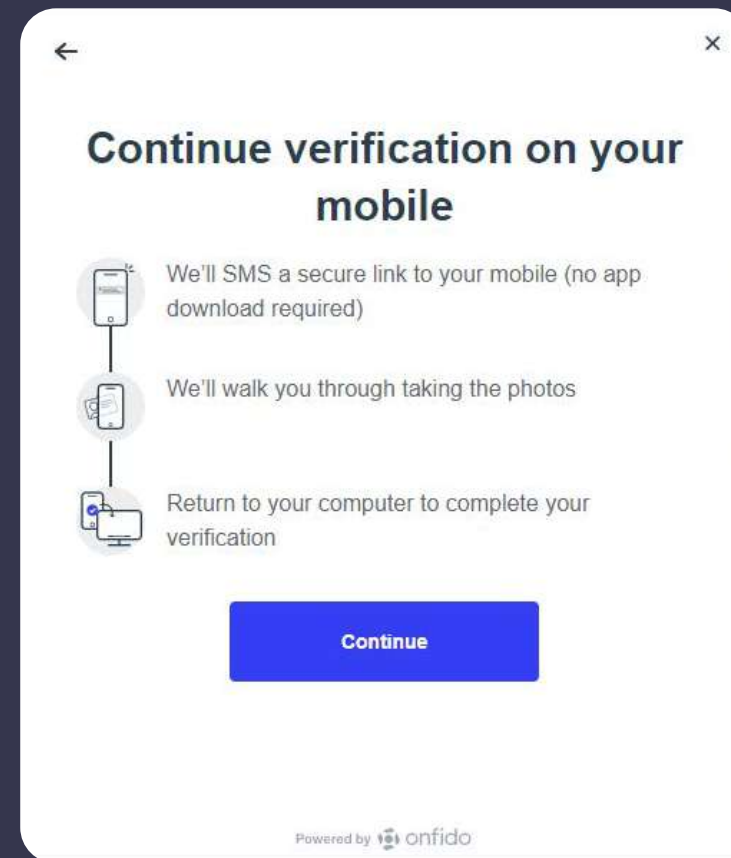 Continue verification on your
mobile
We'll SMS a secure link to your mobile (no app
download required)
We'll walk you through taking the photos
Return to your computer to complete your
verification
Continue
Powered by onfido